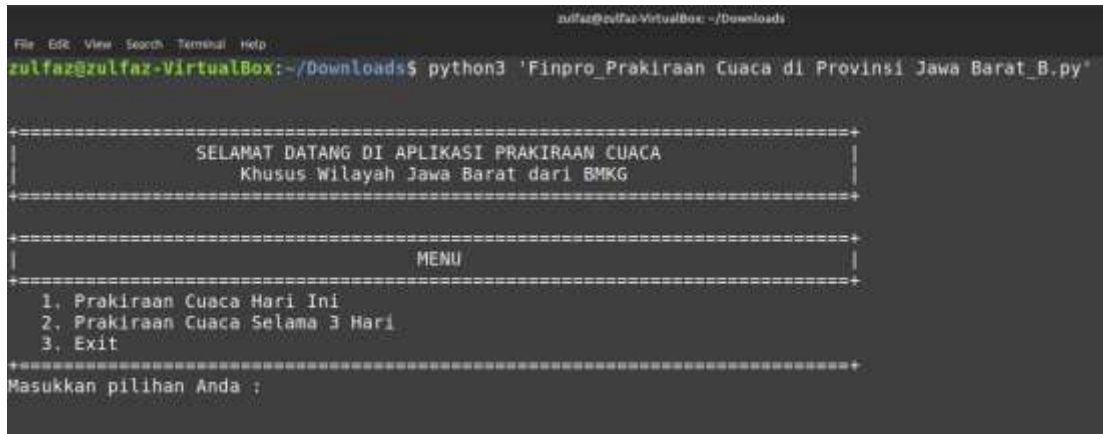 zulfaz@zulfaz-VirtualBox: ~/Downloads
File Edit View Search Terminal Help
zulfaz@zulfaz-VirtualBox:~/Downloads$ python3 'Finpro_Prakiraan Cuaca di Provinsi Jawa Barat_B.py'
+===========================================================================+
| SELAMAT DATANG DI APLIKASI PRAKIRAAN CUACA |
| Khusus Wilayah Jawa Barat dari BMKG |
+===========================================================================+
+===========================================================================+
| MENU |
+===========================================================================+
1. Prakiraan Cuaca Hari Ini
2. Prakiraan Cuaca Selama 3 Hari
3. Exit
+===========================================================================+
Masukkan pilihan Anda :